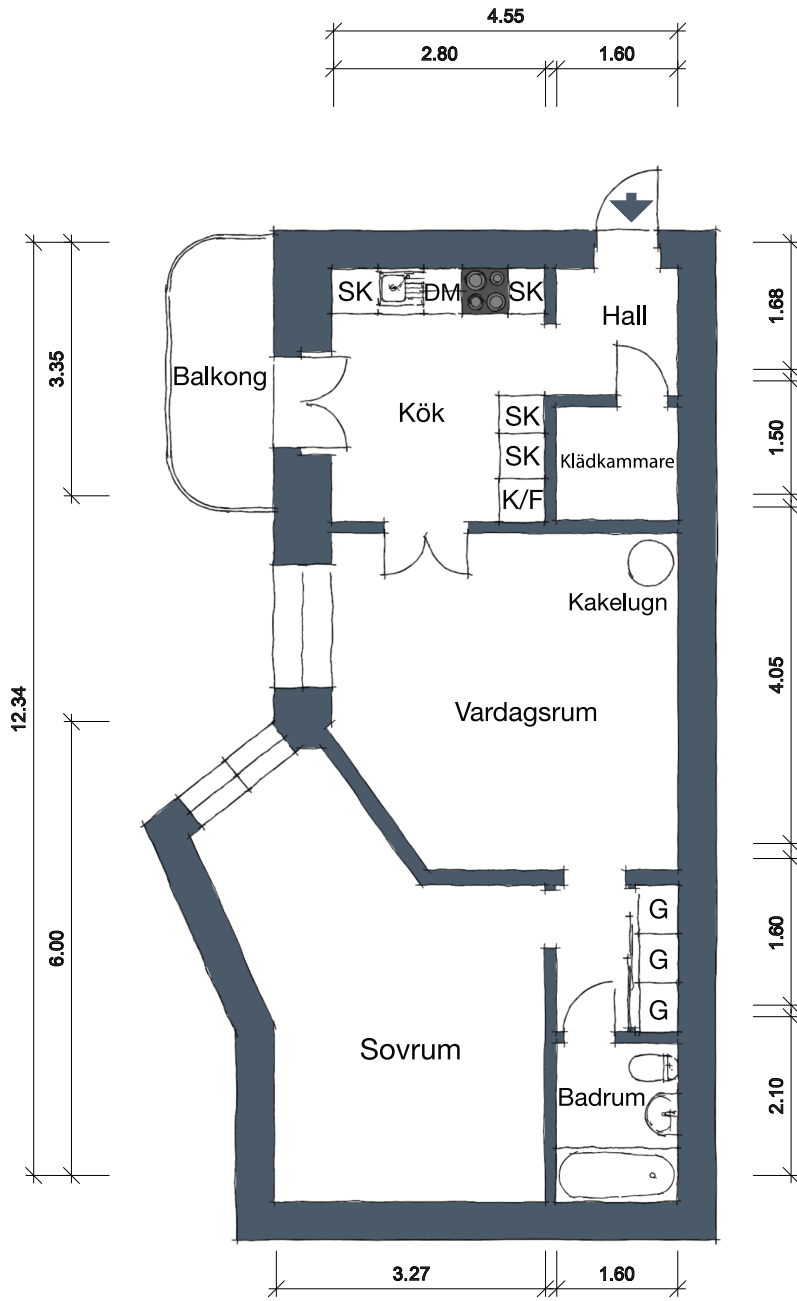 4.55
2.80
1.60
SK
DM
SK
Hall
1.68
3.35
Balkong
Kök
SK
SK
K/F
Klädkammare
1.50
Kakelugn
12.34
Vardagsrum
4.05
6.00
G
G
G
1.60
Sovrum
Badrum
2.10
3.27
1.60